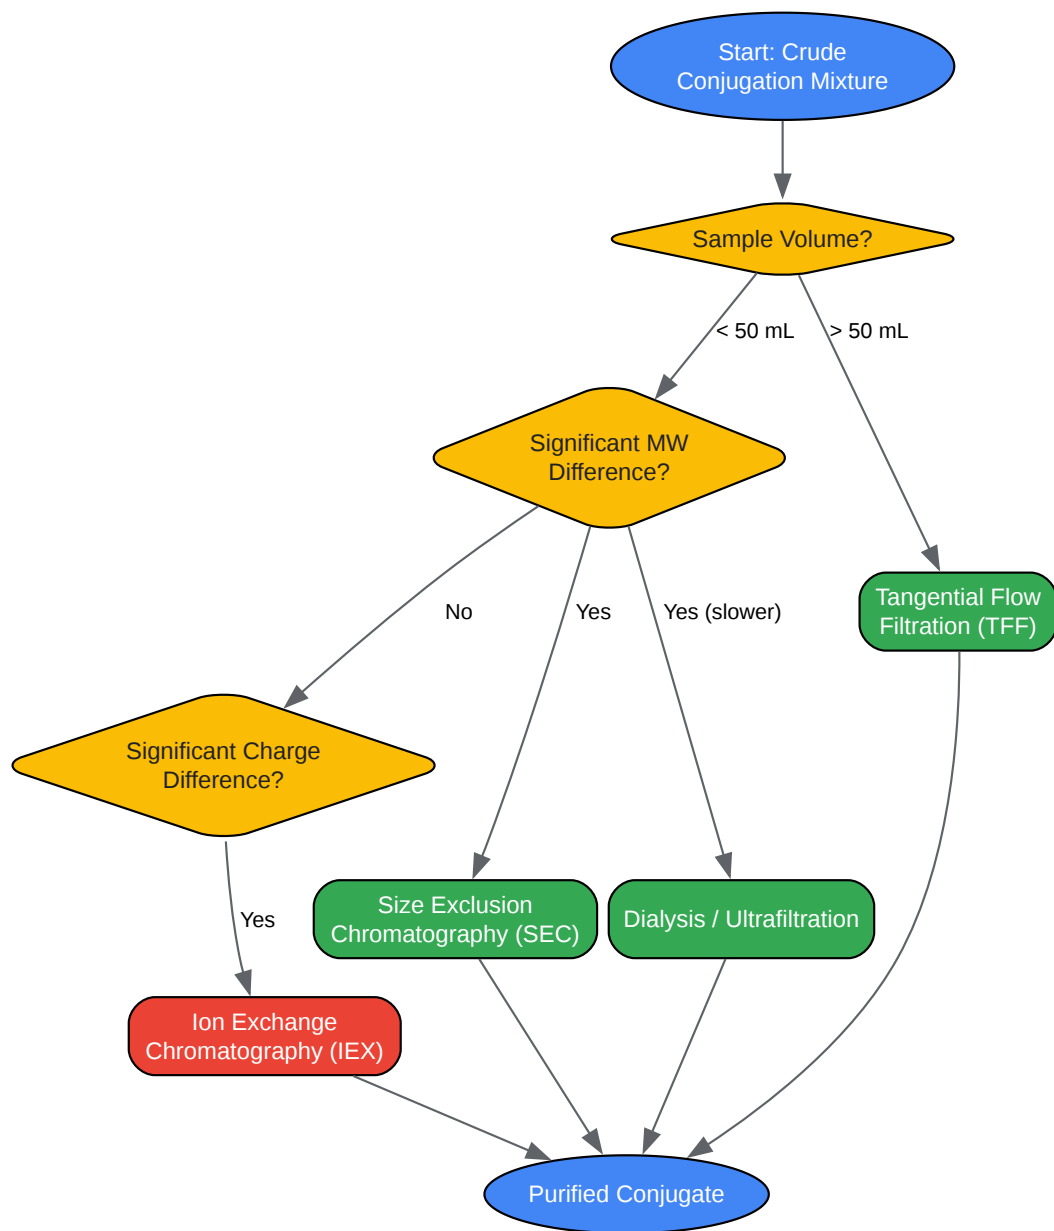 Start: Crude
Conjugation Mixture
Sample Volume?
< 50 mL
> 50 mL
Significant MW
Difference?
No
Yes
Yes (slower)
Tangential Flow
Filtration (TFF)
Significant Charge
Difference?
Yes
Size Exclusion
Chromatography (SEC)
Dialysis / Ultrafiltration
Ion Exchange
Chromatography (IEX)
Purified Conjugate